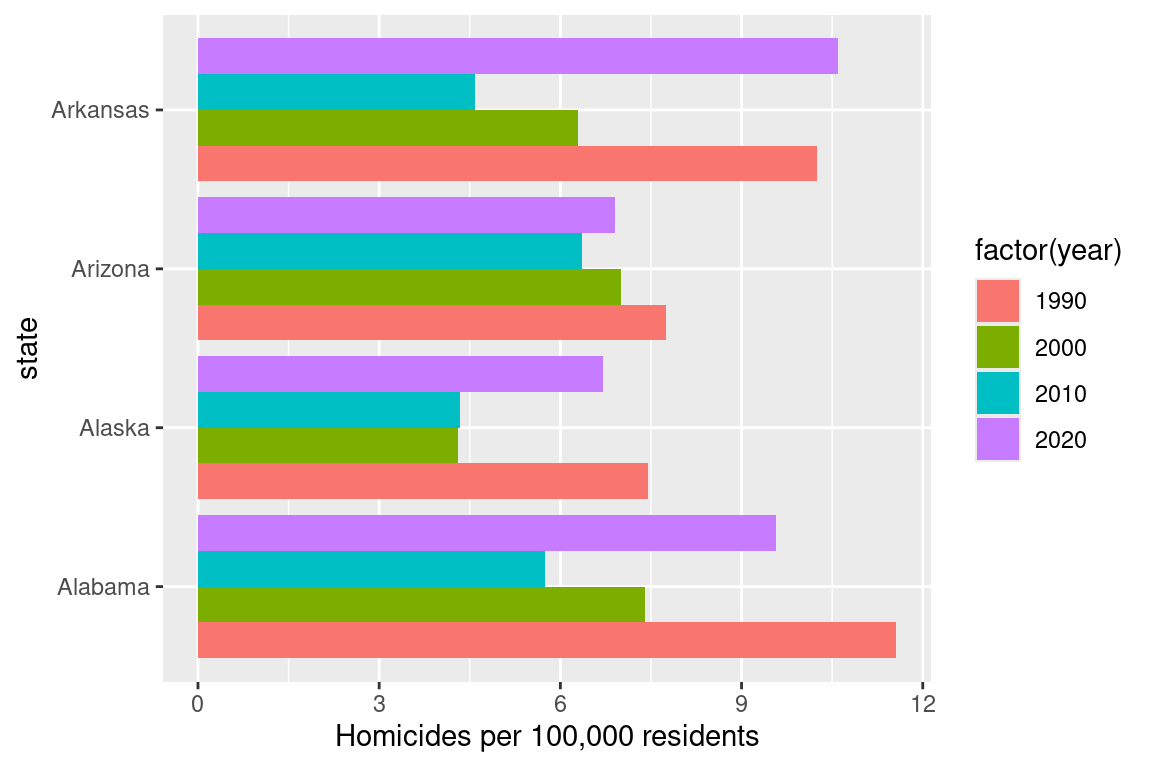 Arkansas
Arizona
Alaska
Alabama
state
0 3 6 9 12
Homicides per 100,000 residents
factor(year)
1990
2000
2010
2020